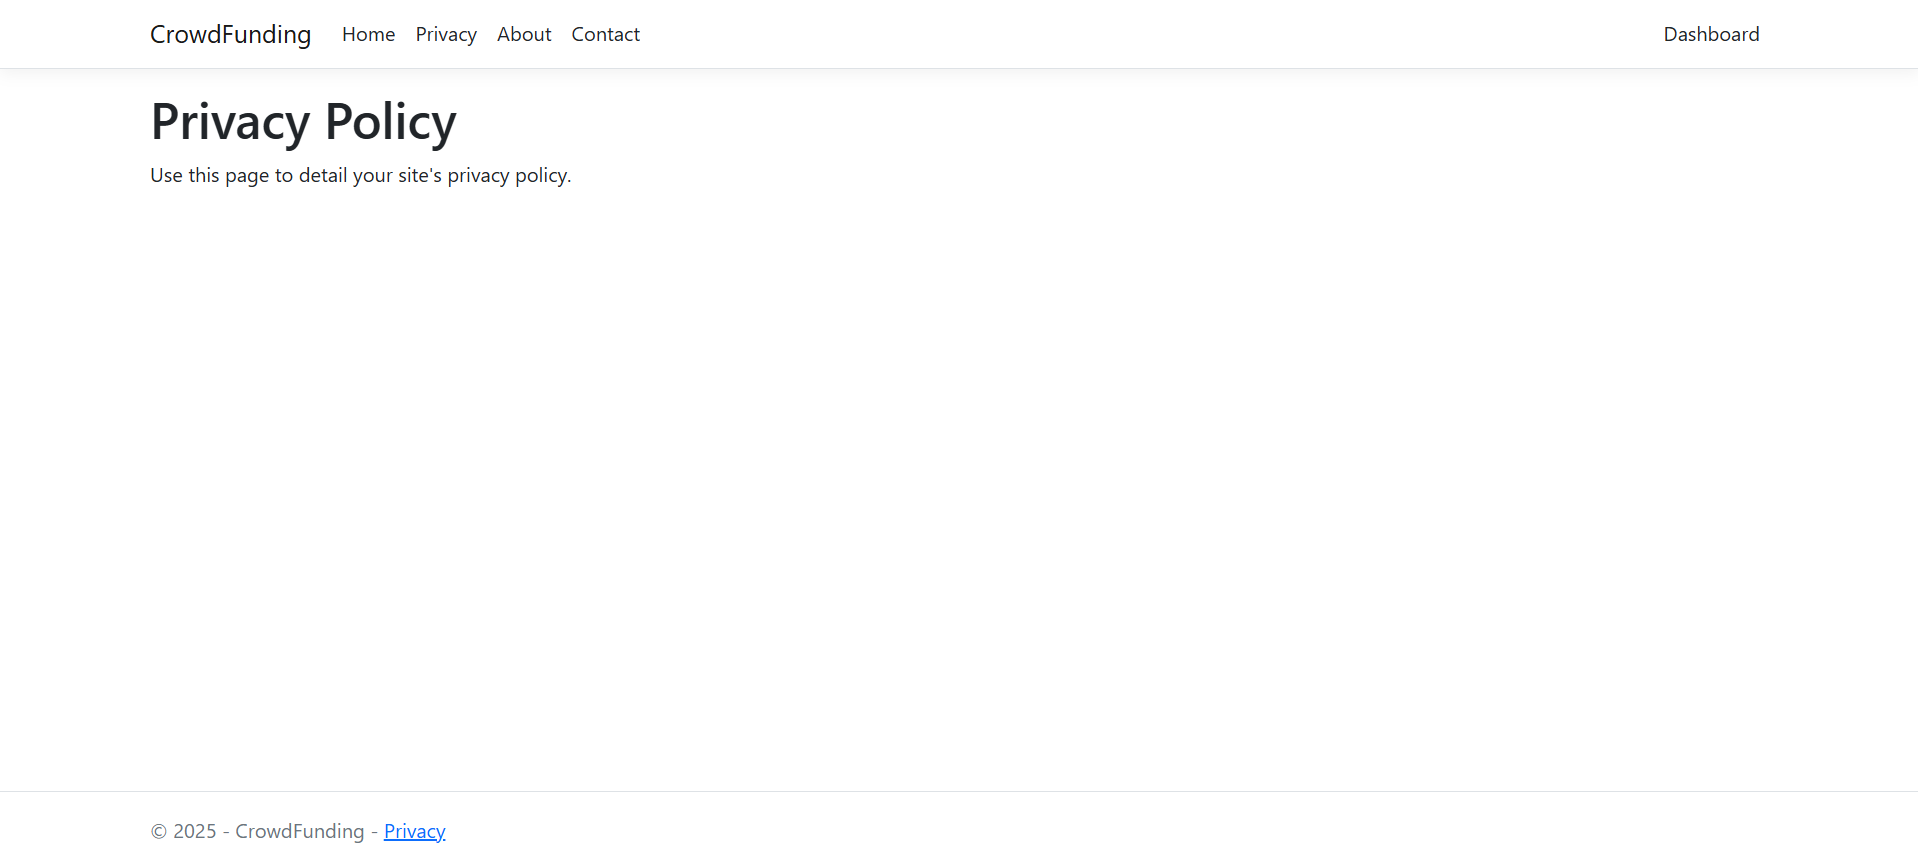 CrowdFunding Home Privacy About Contact Dashboard
Privacy Policy
Use this page to detail your site's privacy policy.
© 2025 - CrowdFunding - Privacy